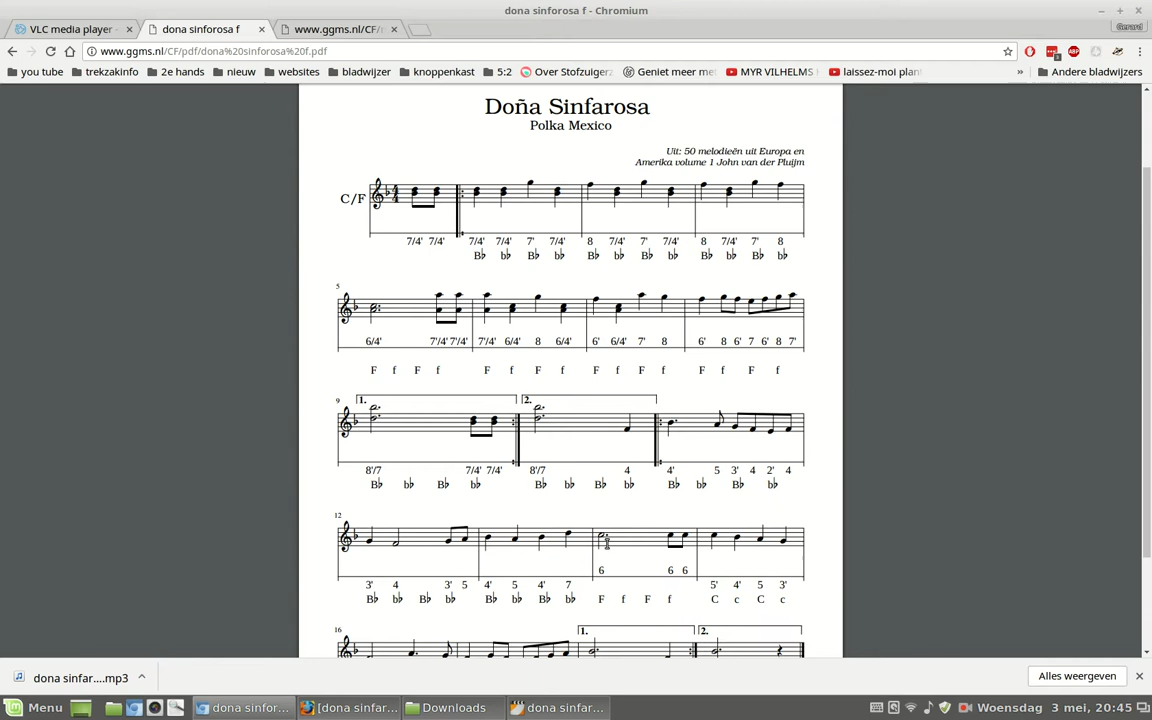 dona sinforosa f - Chromium
VLC media player - dona sinforosa f www.ggms.nl/CF/ Gerard
www.ggms.nl/CF/pdf/dona%20sinforosa%20f.pdf
you tube trekzakinfo 2e hands nieuw websites bladwijzer knoppenkast 5:2 Over Stofzuiger Geniet meer met MYR VILHELMS laissez-moi plan » Andere bladwijzers
Doña Sinfarosa
Polka Mexico
Uit: 50 melodieën uit Europa en
Amerika volume 1 John van der Pluijm
C/F 4/4
7/4' 7/4' 7/4' 7/4' 7' 7/4' 8 7/4' 7' 7/4' 8 7/4' 7' 8
B♭ b♭ B♭ b♭ B♭ b♭ B♭ b♭ B♭ b♭ B♭ b♭
5
6/4' 7'/4' 7'/4' 7'/4' 6/4' 8 6/4' 6' 6/4' 7' 8 6' 8 6' 7 6' 8 7'
F f F f F f F f F f F f F f F f
9 1. 2.
8'/7 7/4' 7/4' 8'/7 4 4' 5 3' 4 2' 4
B♭ b♭ B♭ b♭ B♭ b♭ B♭ b♭ B♭ b♭ B♭ b♭
12
6 6 6
3' 4 3' 5 4' 5 4' 7 5' 4' 5 3'
B♭ b♭ B♭ b♭ B♭ b♭ B♭ b♭ F f F f C c C c
16 1. 2.
dona sinfar....mp3 Alles weergeven
Menu dona sinfor... [dona sinfar... Downloads dona sinfar... Woensdag 3 mei, 20:45